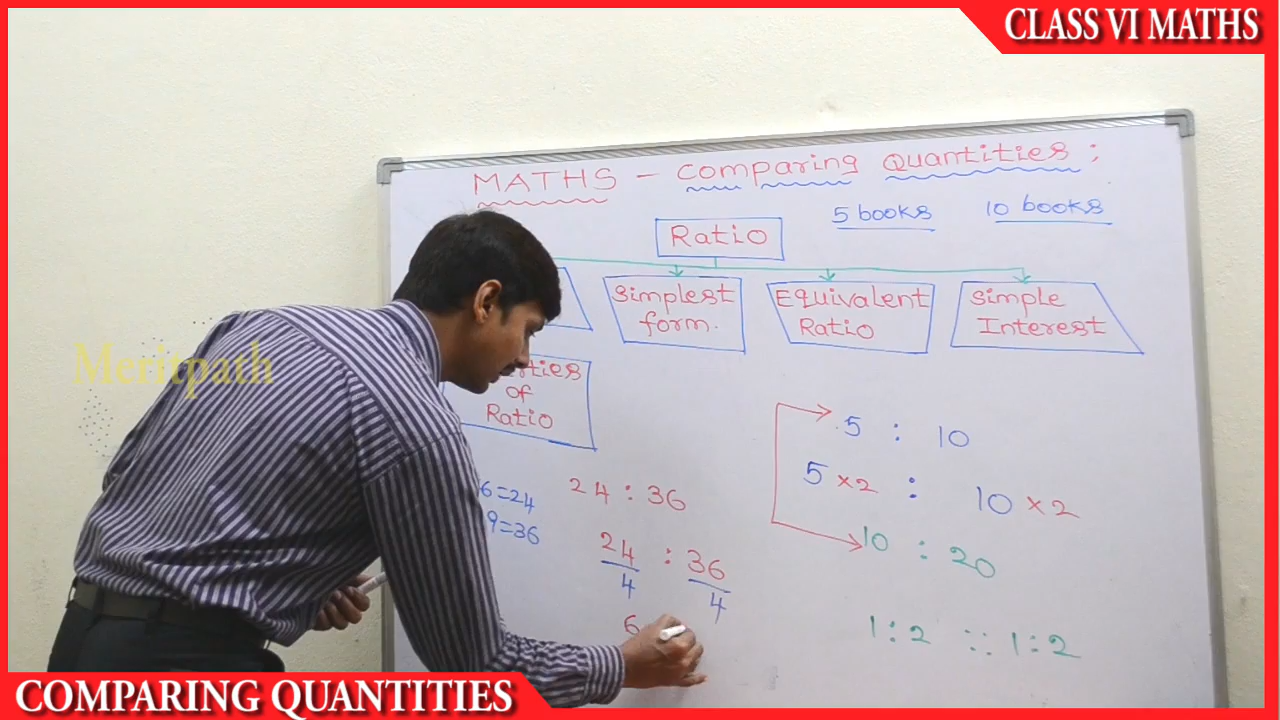 CLASS VI MATHS
MATHS - Comparing Quantities :
5 books 10 books
Ratio
Simplest
form.
Equivalent
Ratio
Simple
Interest
of
Ratio
5 : 10
5 ×2 : 10 ×2
10 : 20
1:2 :: 1:2
6=24
9=36
24 : 36
24/4 : 36/4
6
Meritpath
COMPARING QUANTITIES